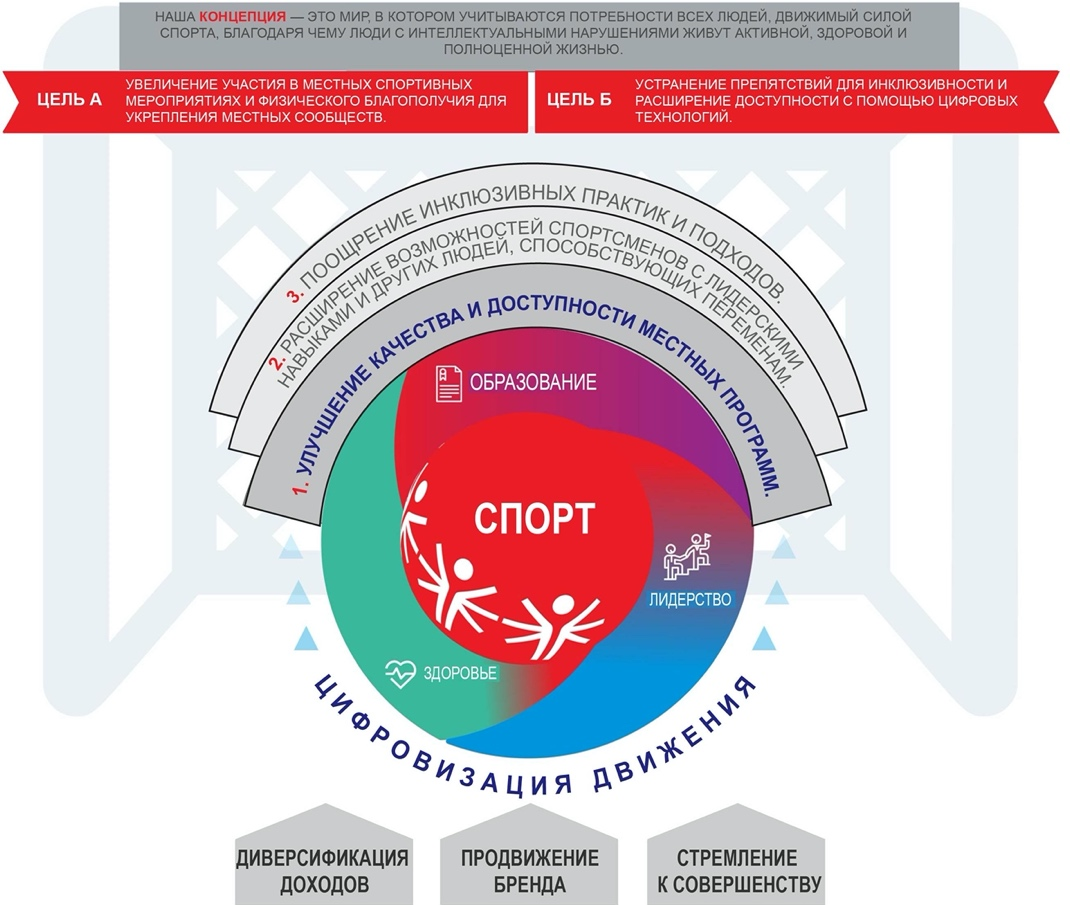 НАША КОНЦЕПЦИЯ — ЭТО МИР, В КОТОРОМ УЧИТЫВАЮТСЯ ПОТРЕБНОСТИ ВСЕХ ЛЮДЕЙ, ДВИЖИМЫЙ СИЛОЙ
СПОРТА, БЛАГОДАРЯ ЧЕМУ ЛЮДИ С ИНТЕЛЛЕКТУАЛЬНЫМИ НАРУШЕНИЯМИ ЖИВУТ АКТИВНОЙ, ЗДОРОВОЙ И
ПОЛНОЦЕННОЙ ЖИЗНЬЮ.
ЦЕЛЬ А
УВЕЛИЧЕНИЕ УЧАСТИЯ В МЕСТНЫХ СПОРТИВНЫХ
МЕРОПРИЯТИЯХ И ФИЗИЧЕСКОГО БЛАГОПОЛУЧИЯ ДЛЯ
УКРЕПЛЕНИЯ МЕСТНЫХ СООБЩЕСТВ.
ЦЕЛЬ Б
УСТРАНЕНИЕ ПРЕПЯТСТВИЙ ДЛЯ ИНКЛЮЗИВНОСТИ И
РАСШИРЕНИЕ ДОСТУПНОСТИ С ПОМОЩЬЮ ЦИФРОВЫХ
ТЕХНОЛОГИЙ.
3. ПООЩРЕНИЕ ИНКЛЮЗИВНЫХ ПРАКТИК И ПОДХОДОВ.
2. РАСШИРЕНИЕ ВОЗМОЖНОСТЕЙ СПОРТСМЕНОВ С ЛИДЕРСКИМИ
НАВЫКАМИ И ДРУГИХ ЛЮДЕЙ, СПОСОБСТВУЮЩИХ ПЕРЕМЕНАМ.
1. УЛУЧШЕНИЕ КАЧЕСТВА И ДОСТУПНОСТИ МЕСТНЫХ ПРОГРАММ.
ОБРАЗОВАНИЕ
СПОРТ
ЛИДЕРСТВО
ЗДОРОВЬЕ
ЦИФРОВИЗАЦИЯ ДВИЖЕНИЯ
ДИВЕРСИФИКАЦИЯ
ДОХОДОВ
ПРОДВИЖЕНИЕ
БРЕНДА
СТРЕМЛЕНИЕ
К СОВЕРШЕНСТВУ